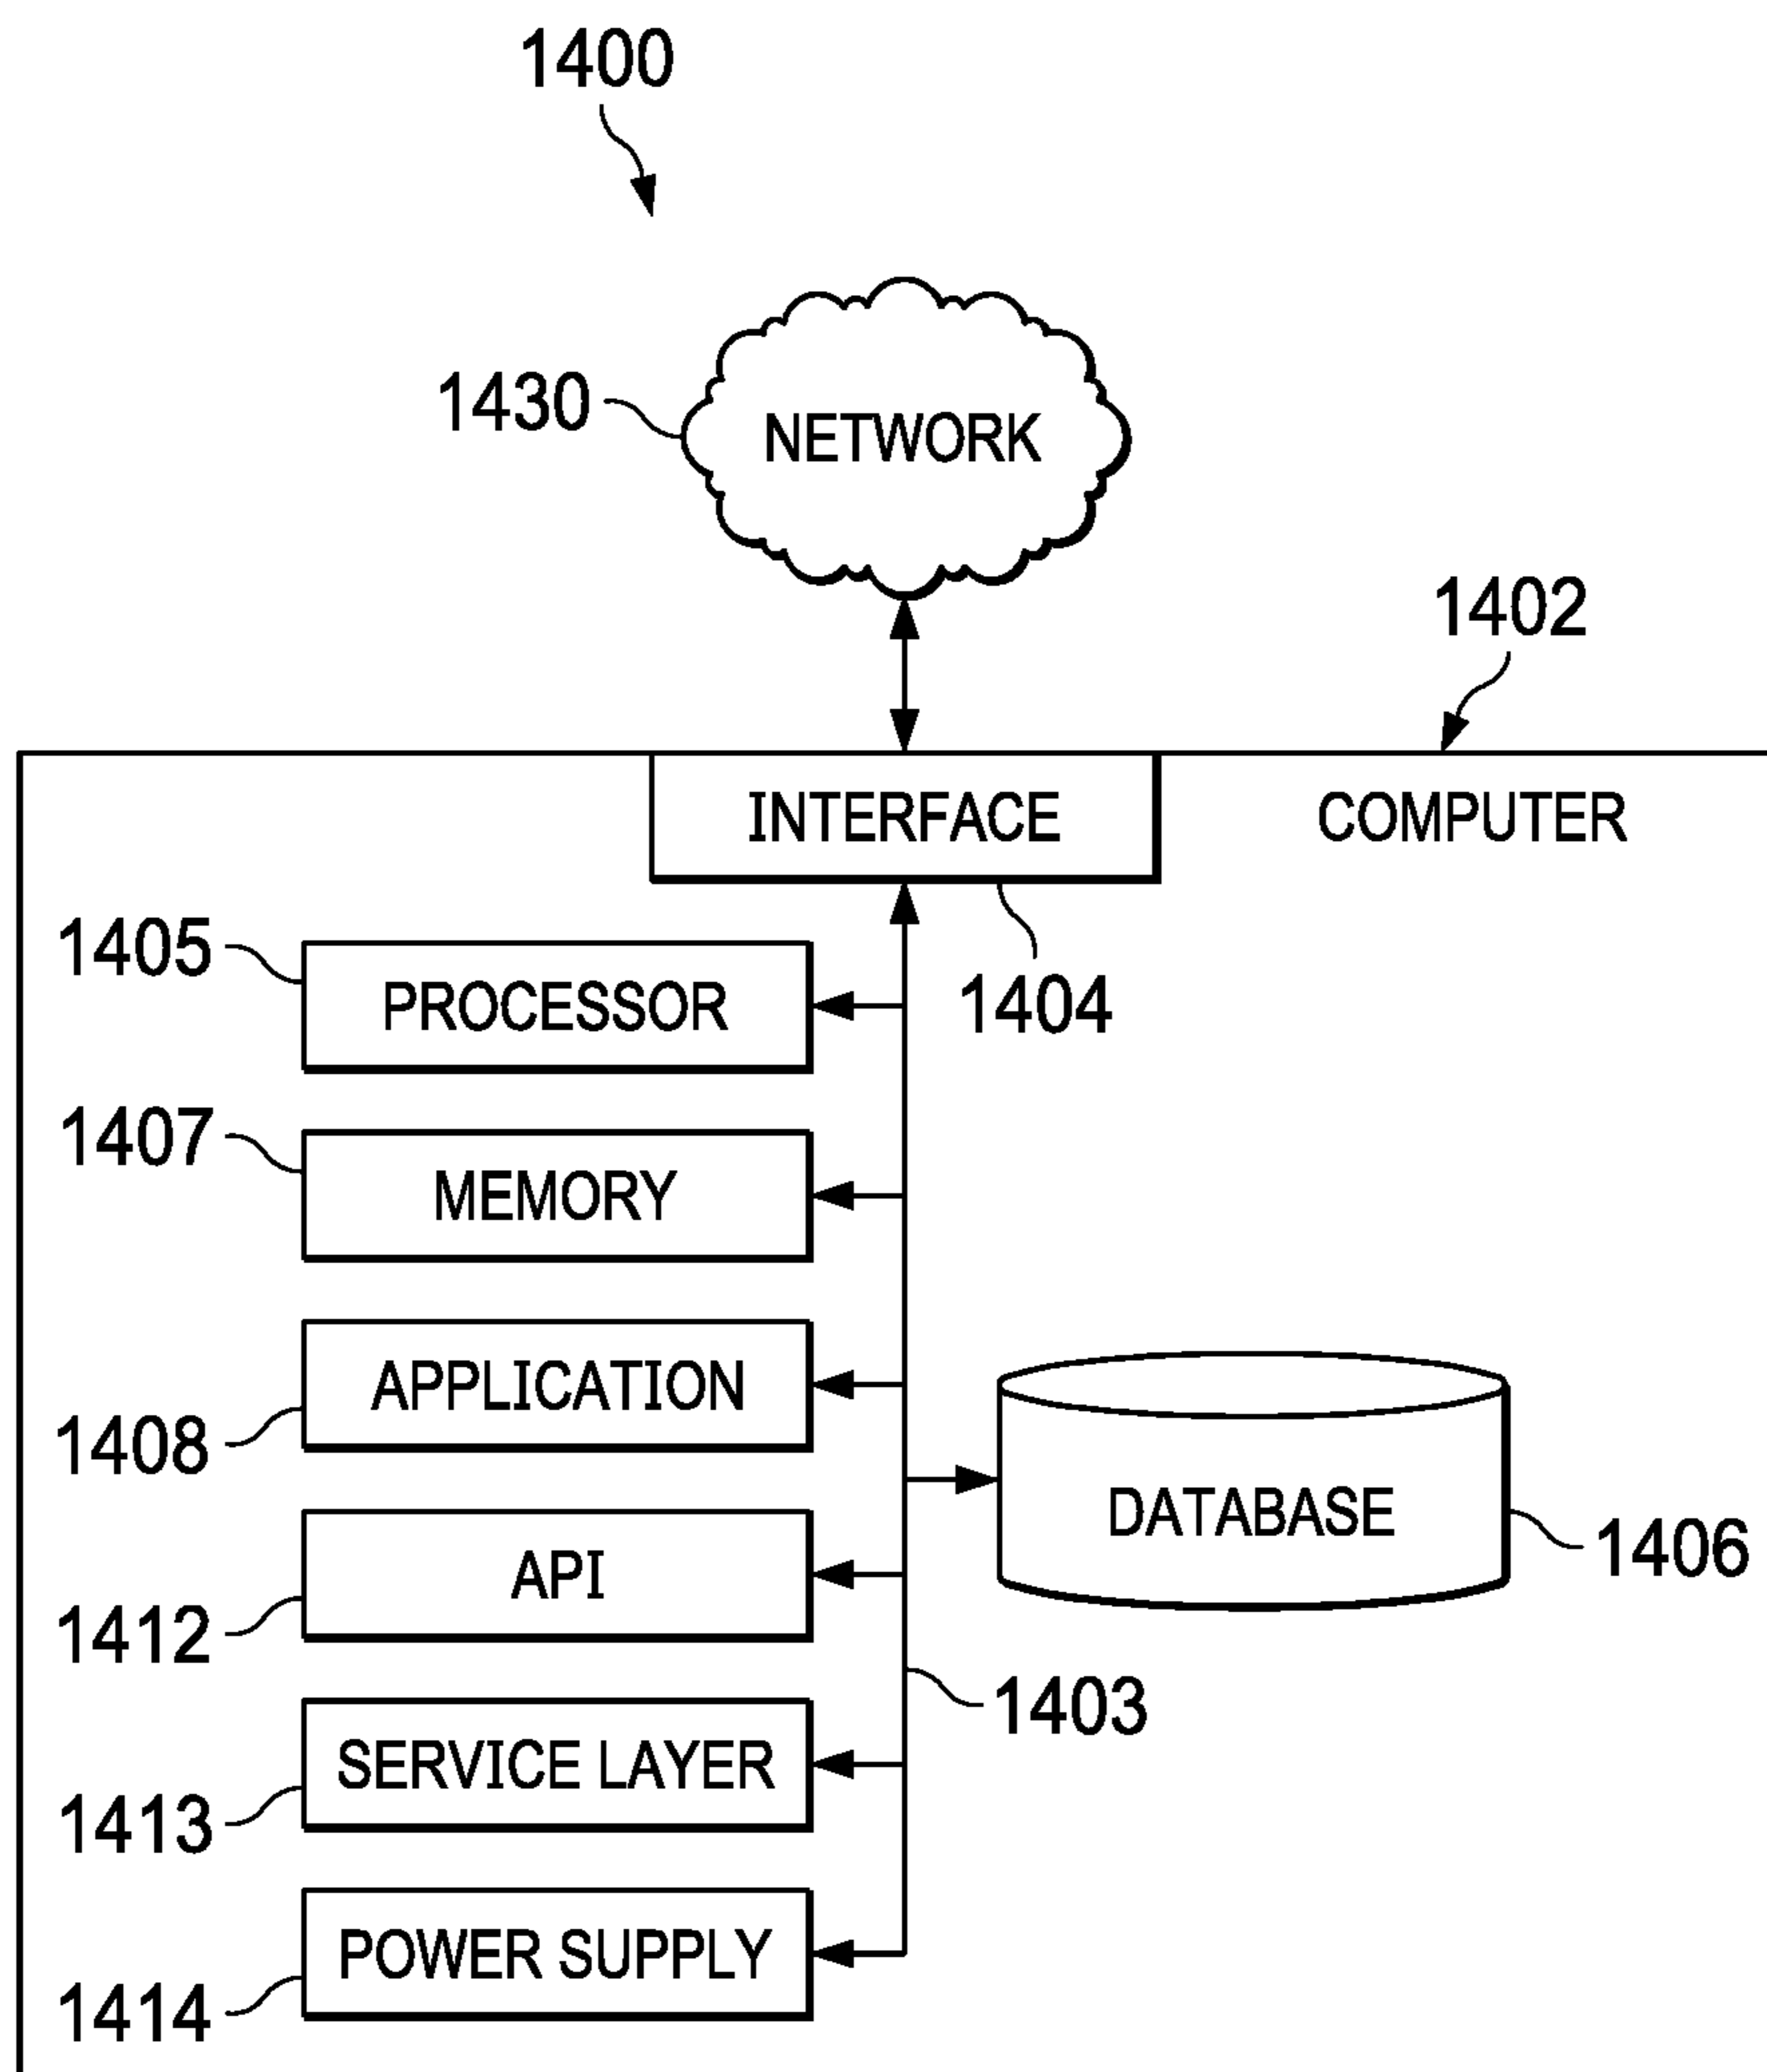 1400
1430
NETWORK
1402
INTERFACE
COMPUTER
1405
PROCESSOR
1404
1407
MEMORY
APPLICATION
1408
DATABASE
1406
API
1412
1403
SERVICE LAYER
1413
POWER SUPPLY
1414